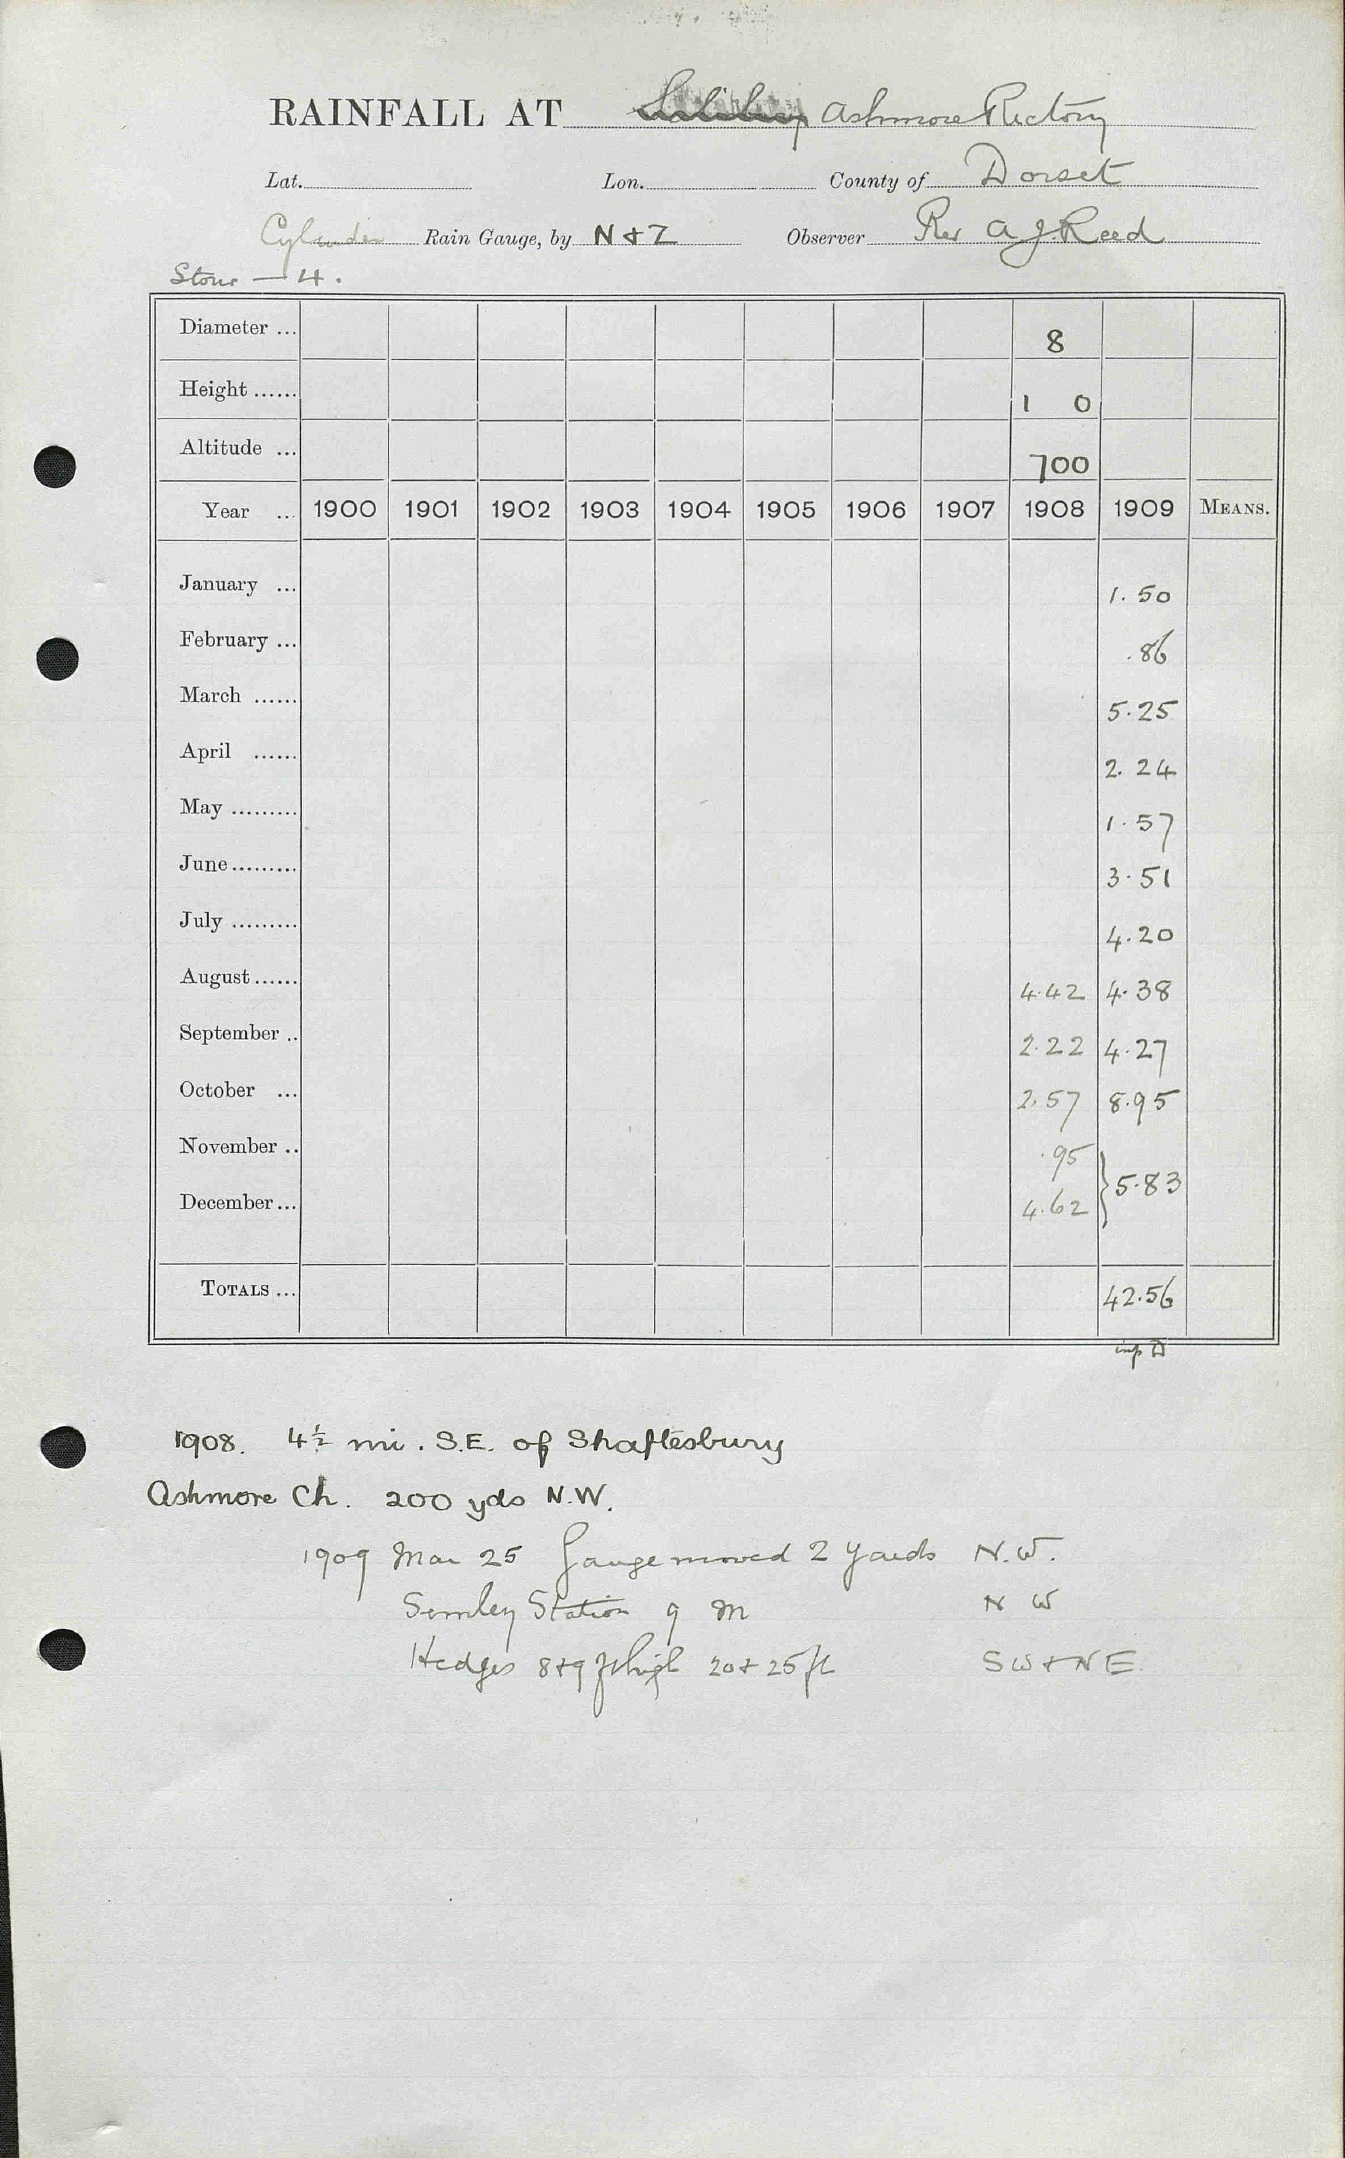 RAINFALL AT Salisbury Ashmore Rectory
Lat. Lon. County of Dorset
Cylinder Rain Gauge, by N & Z Observer Rev A J. Reed
Stour — 4.
Diameter ... 8
Height ...... 1 0
Altitude ... 700
Year ... 1900 1901 1902 1903 1904 1905 1906 1907 1908 1909 MEANS.
January ... 1.50
February ... .86
March ...... 5.25
April ...... 2.24
May ......... 1.57
June ......... 3.51
July ......... 4.20
August ...... 4.42 4.38
September .. 2.22 4.27
October ... 2.57 8.95
November .. .95
December ... 4.62 } 5.83
TOTALS ... 42.56
1908. 4½ mi. S.E. of Shaftesbury
Ashmore Ch. 200 yds N.W.
1909 Mar 25 Gauge moved 2 yards N.W.
Semley Station 9 m N W
Hedges 8+9 ft high 20+25 ft SW+NE.